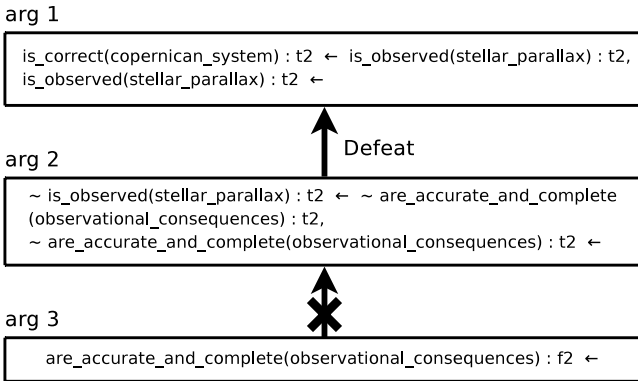 arg 1
is_correct(copernican_system) : t2 ← is_observed(stellar_parallax) : t2,
is_observed(stellar_parallax) : t2 ←
Defeat
arg 2
~ is_observed(stellar_parallax) : t2 ← ~ are_accurate_and_complete
(observational_consequences) : t2,
~ are_accurate_and_complete(observational_consequences) : t2 ←
arg 3
are_accurate_and_complete(observational_consequences) : f2 ←